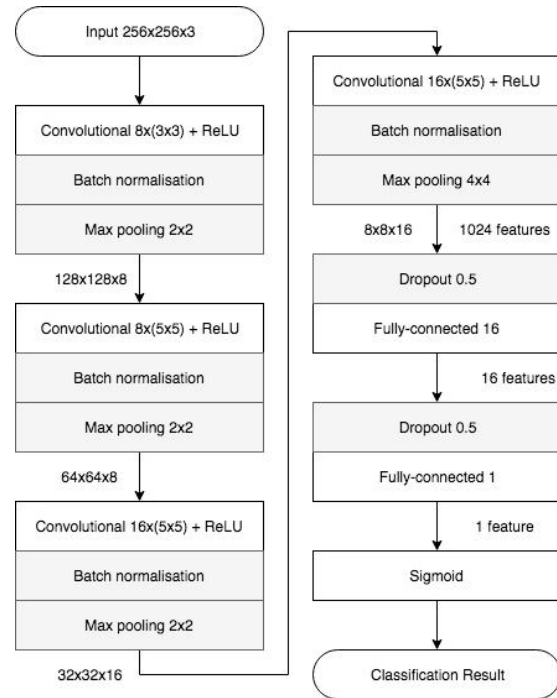 Input 256x256x3
Convolutional 8x(3x3) + ReLU
Batch normalisation
Max pooling 2x2
128x128x8
Convolutional 8x(5x5) + ReLU
Batch normalisation
Max pooling 2x2
64x64x8
Convolutional 16x(5x5) + ReLU
Batch normalisation
Max pooling 2x2
32x32x16
Convolutional 16x(5x5) + ReLU
Batch normalisation
Max pooling 4x4
8x8x16 1024 features
Dropout 0.5
Fully-connected 16
16 features
Dropout 0.5
Fully-connected 1
1 feature
Sigmoid
Classification Result